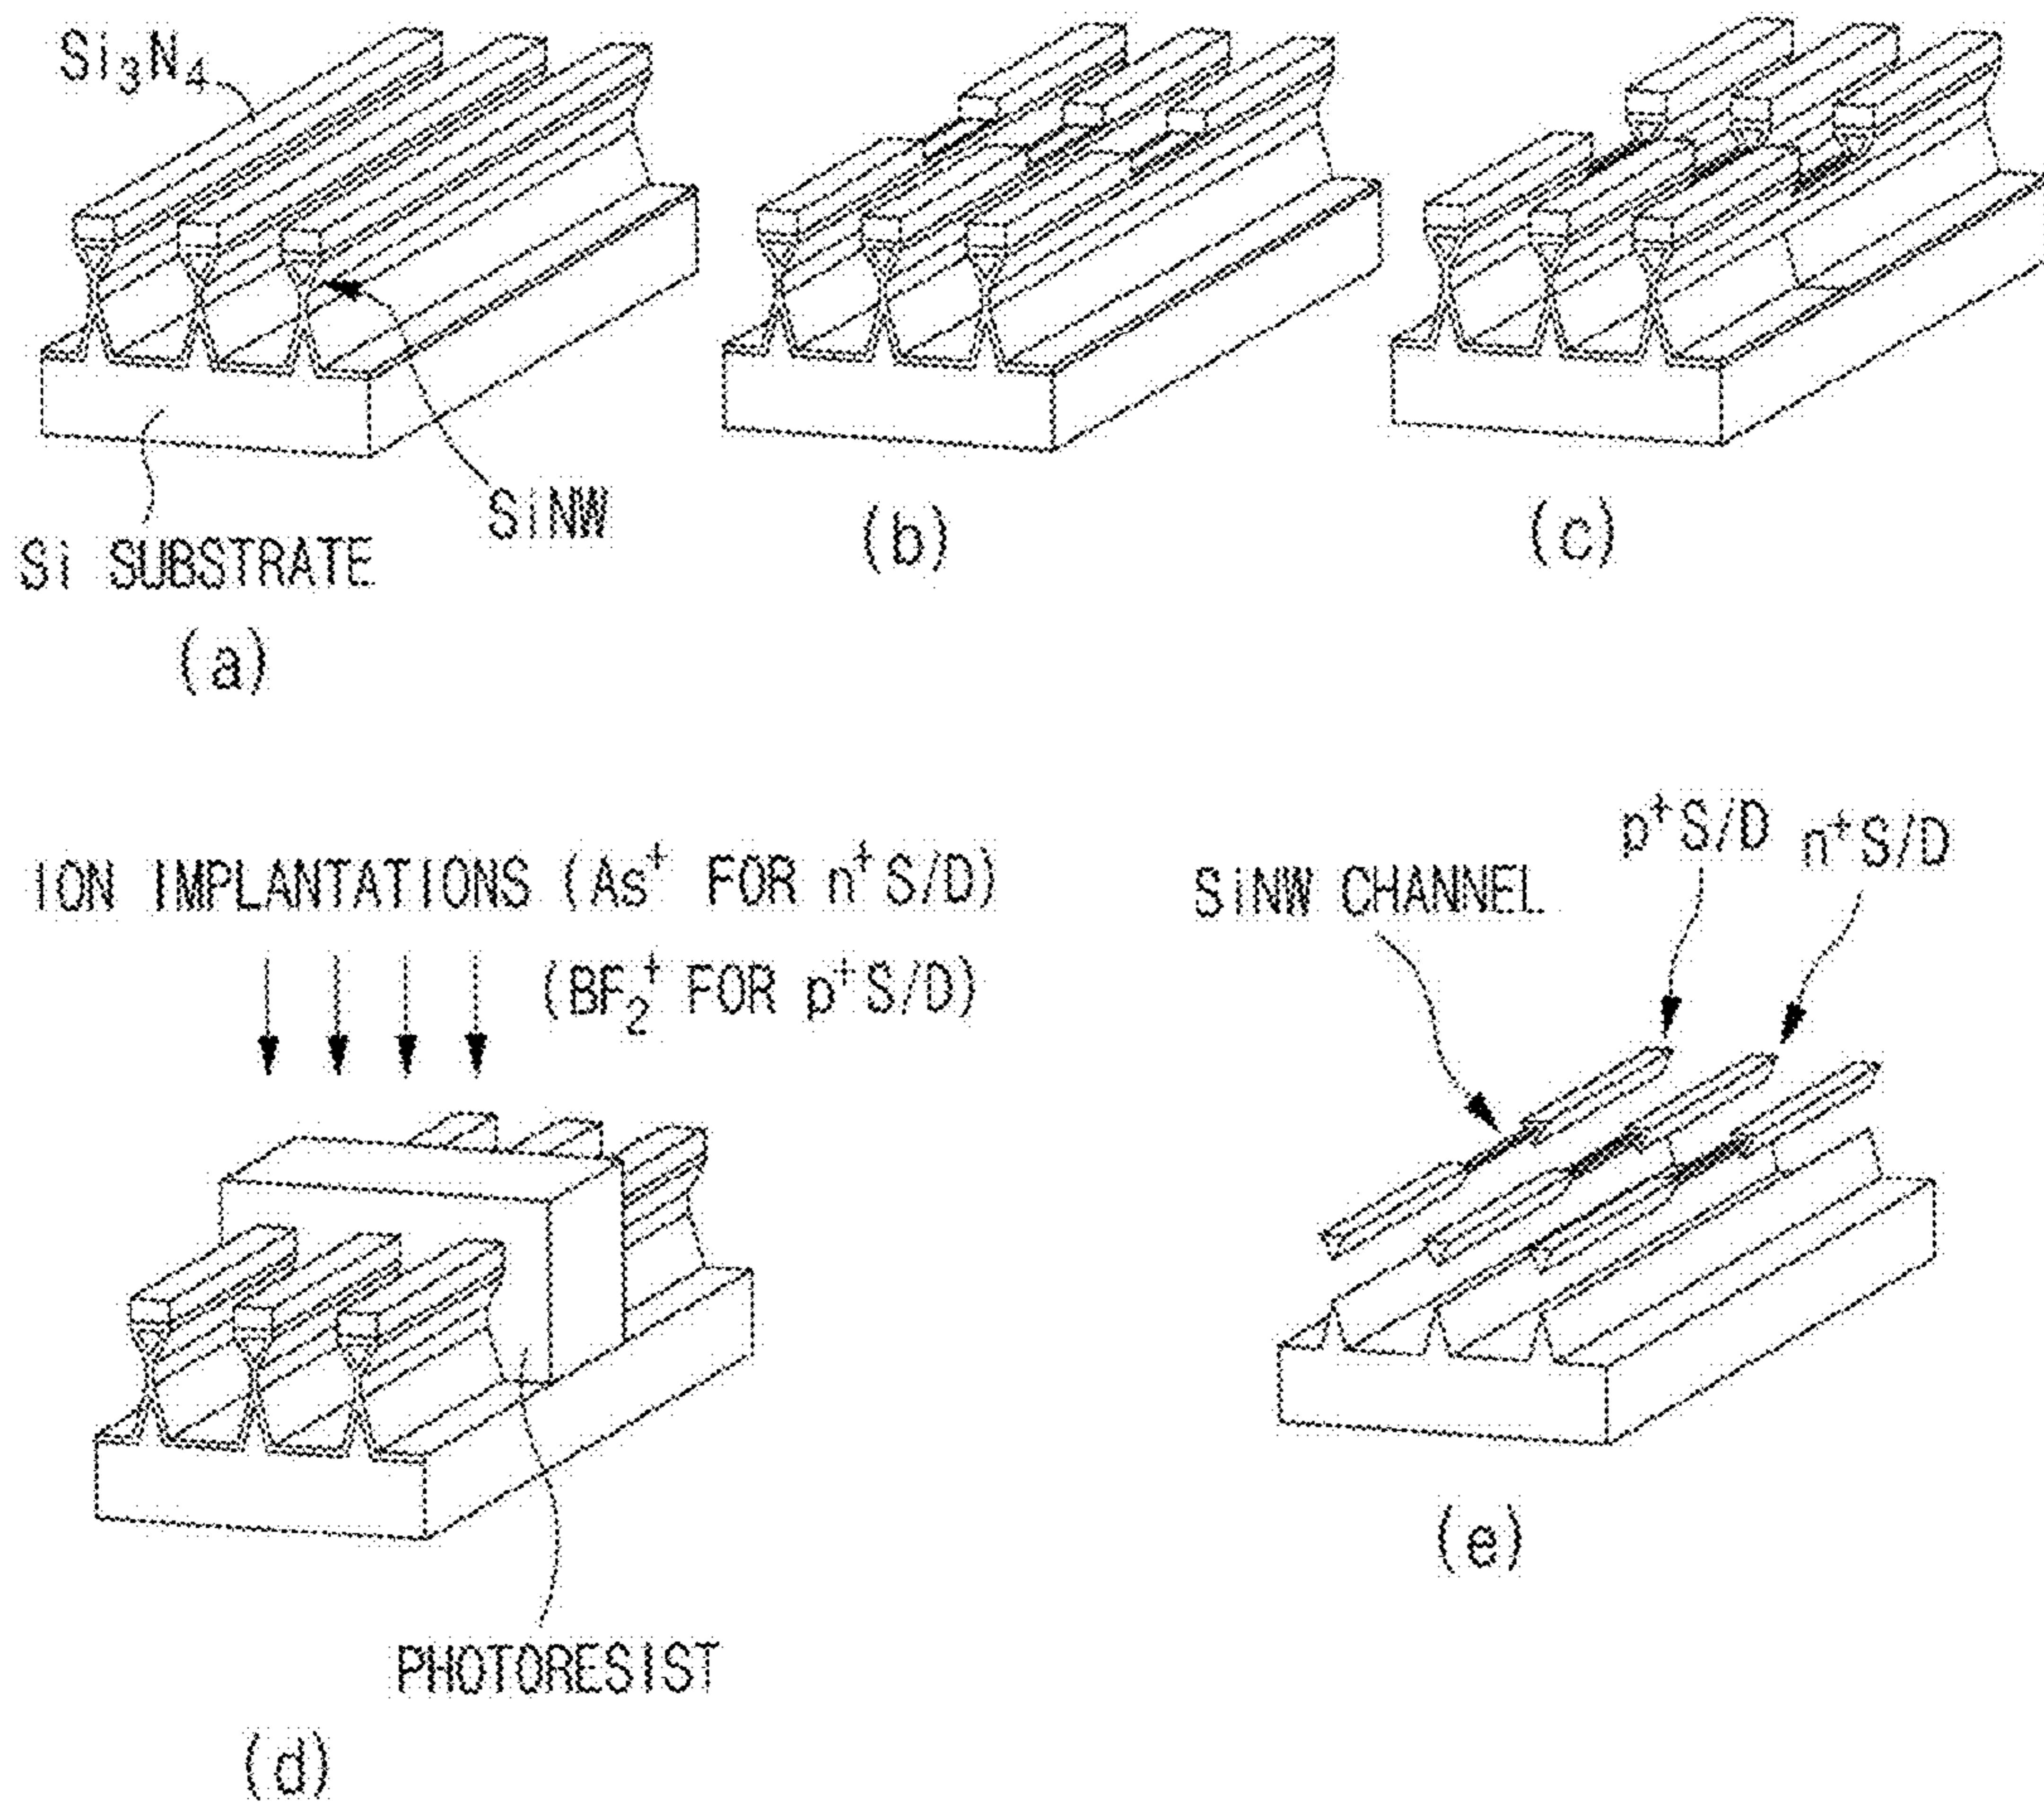 Si₃N₄
SiNW
Si SUBSTRATE
(a)
(b)
(c)
ION IMPLANTATIONS (As⁺ FOR n⁺S/D)
(BF₂⁺ FOR p⁺S/D)
PHOTORESIST
(d)
SiNW CHANNEL
p⁺S/D
n⁺S/D
(e)